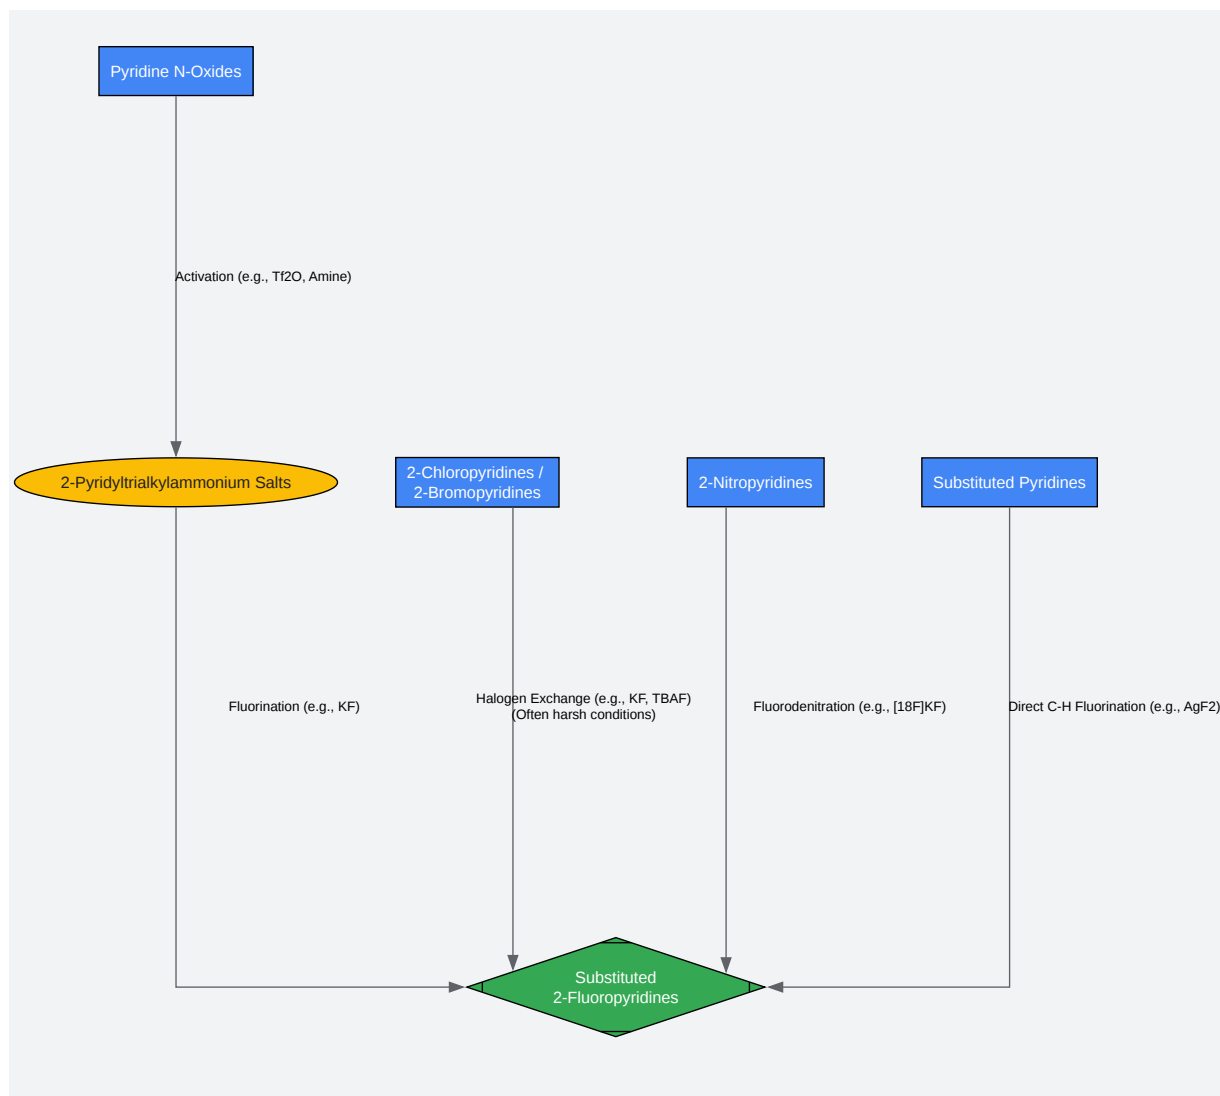 Pyridine N-Oxides
Activation (e.g., Tf2O, Amine)
2-Pyridyltrialkylammonium Salts
2-Chloropyridines /
2-Bromopyridines
2-Nitropyridines
Substituted Pyridines
Fluorination (e.g., KF)
Halogen Exchange (e.g., KF, TBAF)
(Often harsh conditions)
Fluorodenitration (e.g., [18F]KF)
Direct C-H Fluorination (e.g., AgF2)
Substituted
2-Fluoropyridines